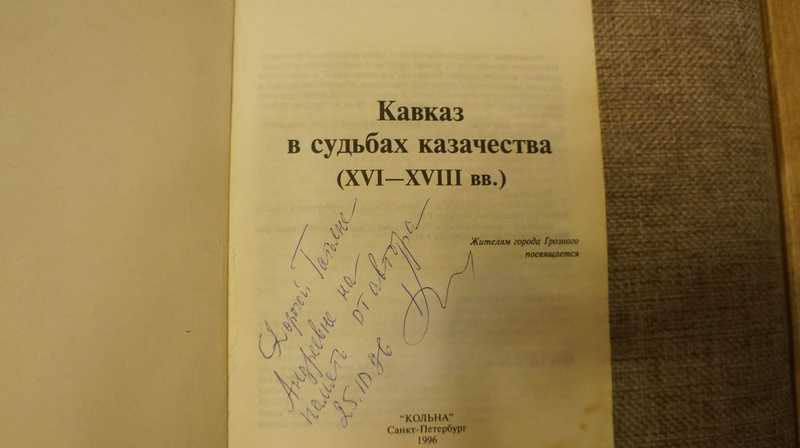 Кавказ
в судьбах казачества
(XVI—XVIII вв.)
Жителям города Грозного
посвящается
Дорогой Татьяне
Андреевне на
память от автора
25.10.96
"КОЛЬНА"
Санкт-Петербург
1996